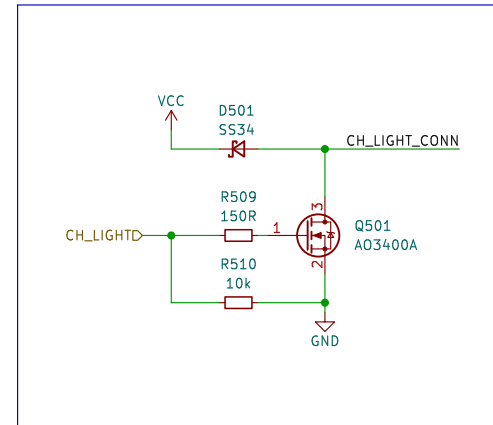 VCC
D501
SS34
CH_LIGHT_CONN
R509
150R
3
1
CH_LIGHT
Q501
AO3400A
R510
10k
2
GND